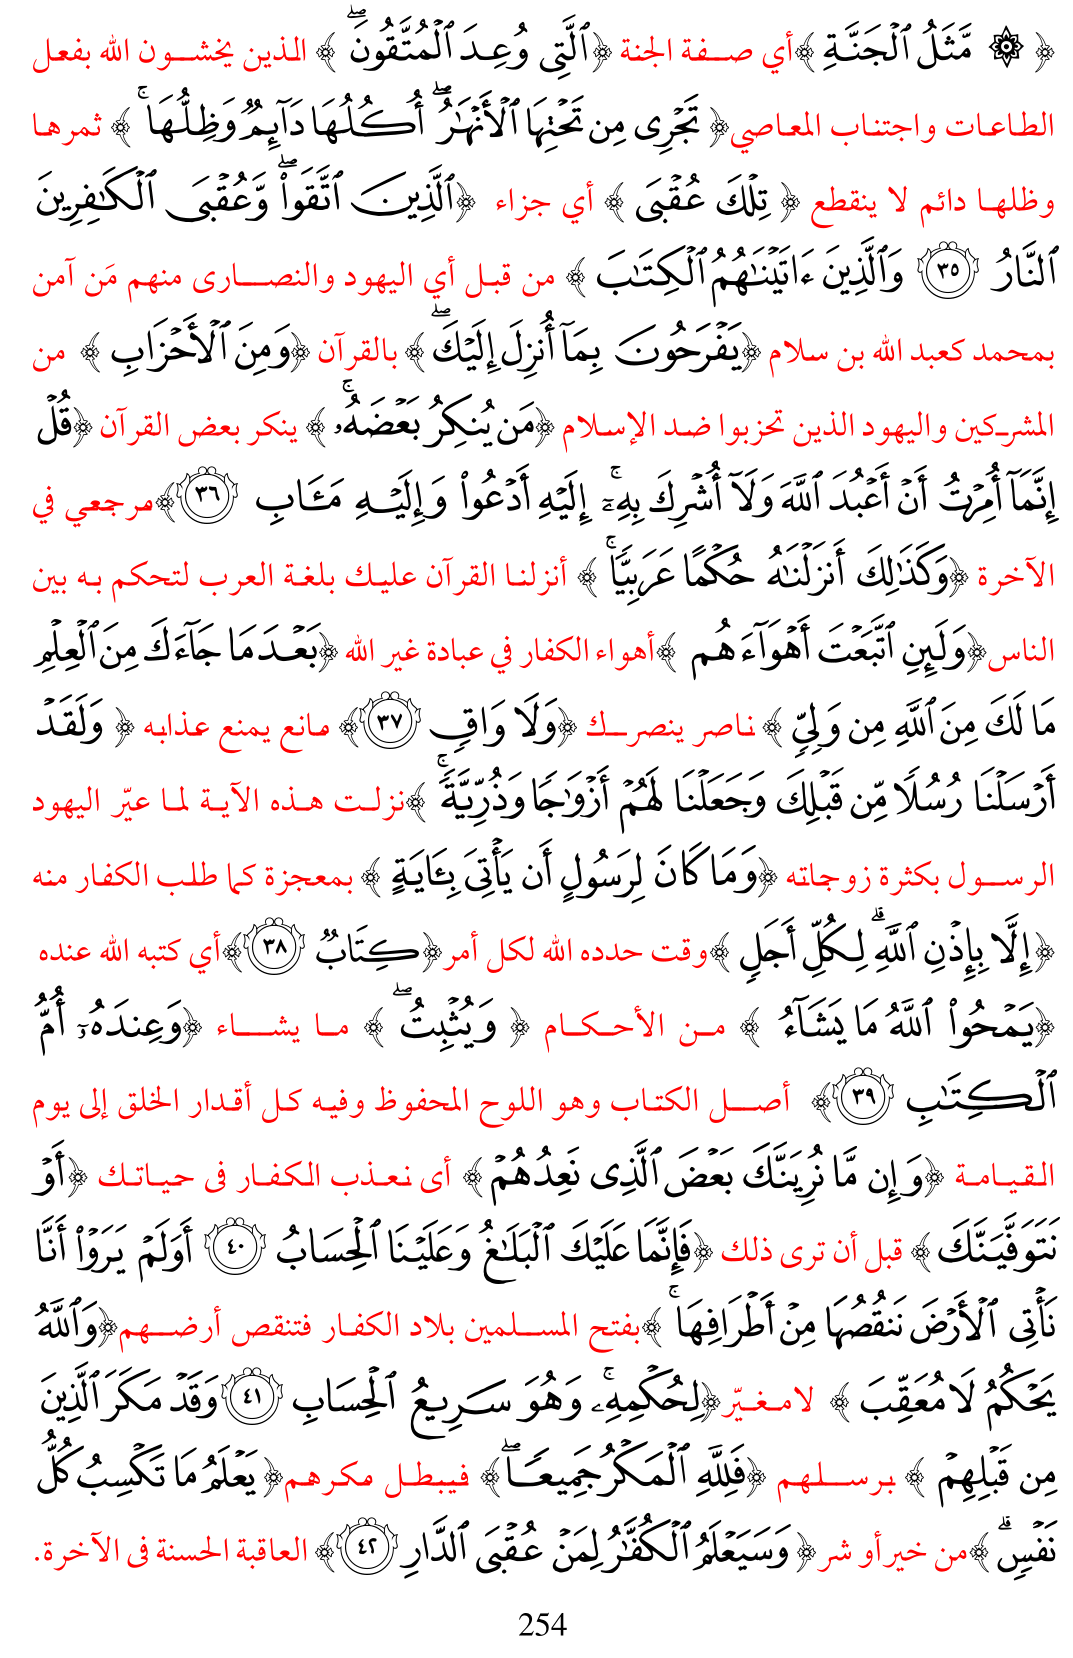 ﴿ ۞ مَّثَلُ ٱلۡجَنَّةِ ﴾أي صفة الجنة ﴿ٱلَّتِي وُعِدَ ٱلۡمُتَّقُونَۖ ﴾ الذين يخشون الله بفعل
الطاعات واجتناب المعاصي﴿ تَجۡرِي مِن تَحۡتِهَا ٱلۡأَنۡهَٰرُۖ أُكُلُهَا دَآئِمٞ وَظِلُّهَاۚ ﴾ ثمرها
وظلها دائم لا ينقطع ﴿ تِلۡكَ عُقۡبَى ﴾ أي جزاء ﴿ٱلَّذِينَ ٱتَّقَواْۖ وَّعُقۡبَى ٱلۡكَٰفِرِينَ
ٱلنَّارُ ٣٥ وَٱلَّذِينَ ءَاتَيۡنَٰهُمُ ٱلۡكِتَٰبَ ﴾ من قبل أي اليهود والنصارى منهم مَن آمن
بمحمد كعبد الله بن سلام ﴿يَفۡرَحُونَ بِمَآ أُنزِلَ إِلَيۡكَۖ ﴾ بالقرآن ﴿وَمِنَ ٱلۡأَحۡزَابِ ﴾ من
المشركين واليهود الذين تحزبوا ضد الإسلام ﴿مَن يُنكِرُ بَعۡضَهُۥۚ ﴾ ينكر بعض القرآن ﴿قُلۡ
إِنَّمَآ أُمِرۡتُ أَنۡ أَعۡبُدَ ٱللَّهَ وَلَآ أُشۡرِكَ بِهِۦٓۚ إِلَيۡهِ أَدۡعُواْ وَإِلَيۡهِ مَـَٔابِ ٣٦﴾مرجعي في
الآخرة ﴿وَكَذَٰلِكَ أَنزَلۡنَٰهُ حُكۡمًا عَرَبِيّٗاۚ ﴾ أنزلنا القرآن عليك بلغة العرب لتحكم به بين
الناس﴿وَلَئِنِ ٱتَّبَعۡتَ أَهۡوَآءَهُم ﴾أهواء الكفار في عبادة غير الله ﴿بَعۡدَ مَا جَآءَكَ مِنَ ٱلۡعِلۡمِ
مَا لَكَ مِنَ ٱللَّهِ مِن وَلِيّٖ ﴾ ناصر ينصرك ﴿وَلَا وَاقٖ ٣٧﴾ مانع يمنع عذابه ﴿ وَلَقَدۡ
أَرۡسَلۡنَا رُسُلٗا مِّن قَبۡلِكَ وَجَعَلۡنَا لَهُمۡ أَزۡوَٰجٗا وَذُرِّيَّةٗۚ ﴾نزلت هذه الآية لما عيّر اليهود
الرسول بكثرة زوجاته ﴿وَمَا كَانَ لِرَسُولٍ أَن يَأۡتِيَ بِـَٔايَةٍ ﴾ بمعجزة كما طلب الكفار منه
﴿إِلَّا بِإِذۡنِ ٱللَّهِۗ لِكُلِّ أَجَلٖ ﴾وقت حدده الله لكل أمر﴿كِتَابٞ ٣٨﴾أي كتبه الله عنده
﴿يَمۡحُواْ ٱللَّهُ مَا يَشَآءُ ﴾ من الأحكام ﴿ وَيُثۡبِتُۖ ﴾ ما يشاء ﴿وَعِندَهُۥٓ أُمُّ
ٱلۡكِتَٰبِ ٣٩﴾ أصل الكتاب وهو اللوح المحفوظ وفيه كل أقدار الخلق إلى يوم
القيامة ﴿وَإِن مَّا نُرِيَنَّكَ بَعۡضَ ٱلَّذِي نَعِدُهُمۡ ﴾ أى نعذب الكفار فى حياتك ﴿أَوۡ
نَتَوَفَّيَنَّكَ ﴾ قبل أن ترى ذلك ﴿فَإِنَّمَا عَلَيۡكَ ٱلۡبَلَٰغُ وَعَلَيۡنَا ٱلۡحِسَابُ ٤٠ أَوَلَمۡ يَرَوۡاْ أَنَّا
نَأۡتِي ٱلۡأَرۡضَ نَنقُصُهَا مِنۡ أَطۡرَافِهَاۚ ﴾بفتح المسلمين بلاد الكفار فتنقص أرضهم﴿وَٱللَّهُ
يَحۡكُمُ لَا مُعَقِّبَ ﴾ لامغيّر﴿لِحُكۡمِهِۦۚ وَهُوَ سَرِيعُ ٱلۡحِسَابِ ٤١ وَقَدۡ مَكَرَ ٱلَّذِينَ
مِن قَبۡلِهِمۡ ﴾ برسلهم ﴿فَلِلَّهِ ٱلۡمَكۡرُ جَمِيعٗاۖ﴾ فيبطل مكرهم﴿ يَعۡلَمُ مَا تَكۡسِبُ كُلُّ
نَفۡسٖۗ ﴾من خيرأو شر﴿ وَسَيَعۡلَمُ ٱلۡكُفَّٰرُ لِمَنۡ عُقۡبَى ٱلدَّارِ ٤٢﴾ العاقبة الحسنة فى الآخرة.
254